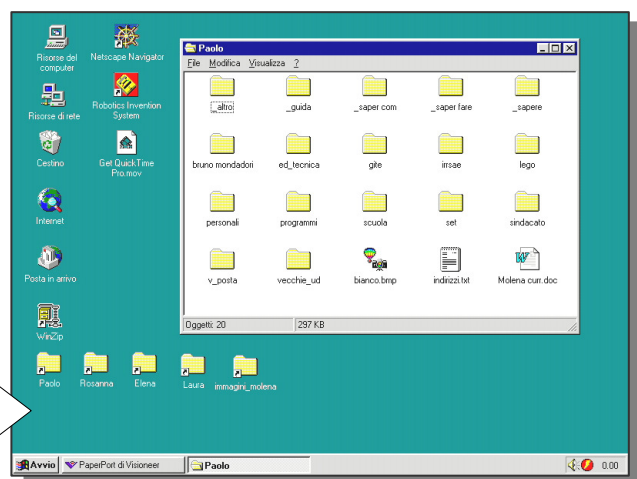 Risorse del
computer
Netscape Navigator
Risorse di rete
Robotics Invention
System
Cestino
Get QuickTime
Pro.mov
Internet
Posta in arrivo
WinZip
Paolo
Rosanna
Elena
Laura
immagini_molena
Paolo
File Modifica Visualizza ?
_altro
_guida
_saper com
_saper fare
_sapere
bruno mondadori
ed_tecnica
gite
irrsae
lego
personali
programmi
scuola
set
sindacato
v_posta
vecchie_ud
bianco.bmp
indirizzi.txt
Molena curr.doc
Oggetti: 20
297 KB
Avvio
PaperPort di Visioneer
Paolo
0.00